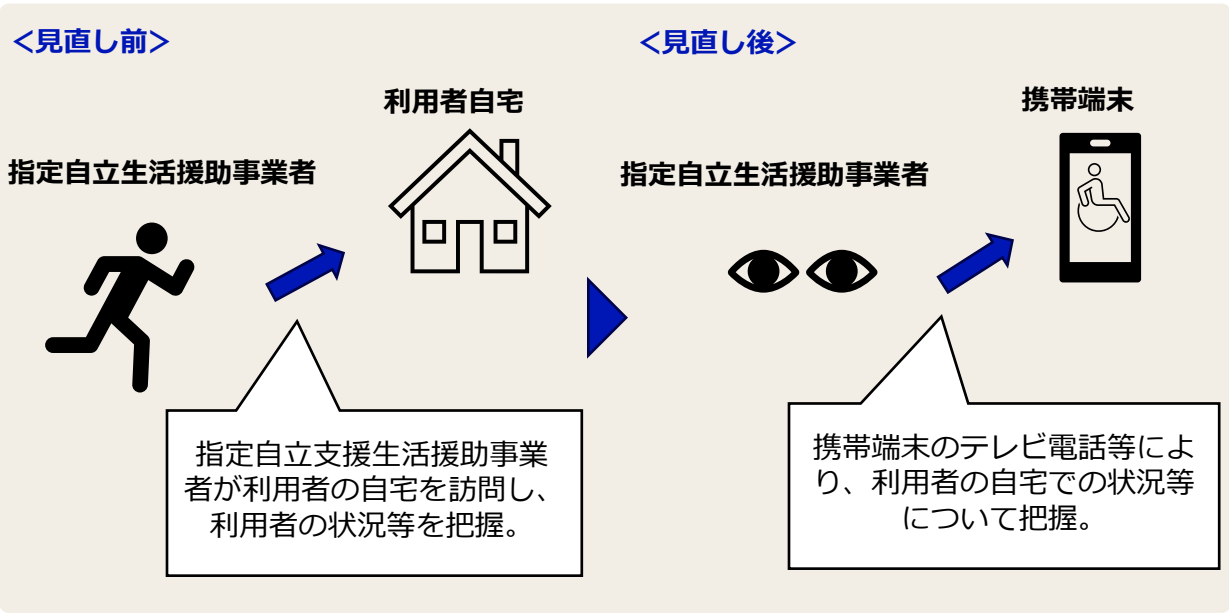 <見直し前>
利用者自宅
指定自立生活援助事業者
指定自立支援生活援助事業
者が利用者の自宅を訪問し、
利用者の状況等を把握。
<見直し後>
携帯端末
指定自立生活援助事業者
携帯端末のテレビ電話等によ
り、利用者の自宅での状況等
について把握。